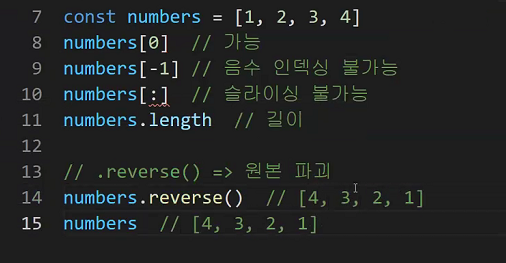 7 const numbers = [1, 2, 3, 4]
8 numbers[0] // 가능
9 numbers[-1] // 음수 인덱싱 불가능
10 numbers[:] // 슬라이싱 불가능
11 numbers.length // 길이
12
13 // .reverse() => 원본 파괴
14 numbers.reverse() // [4, 3, 2, 1]
15 numbers // [4, 3, 2, 1]